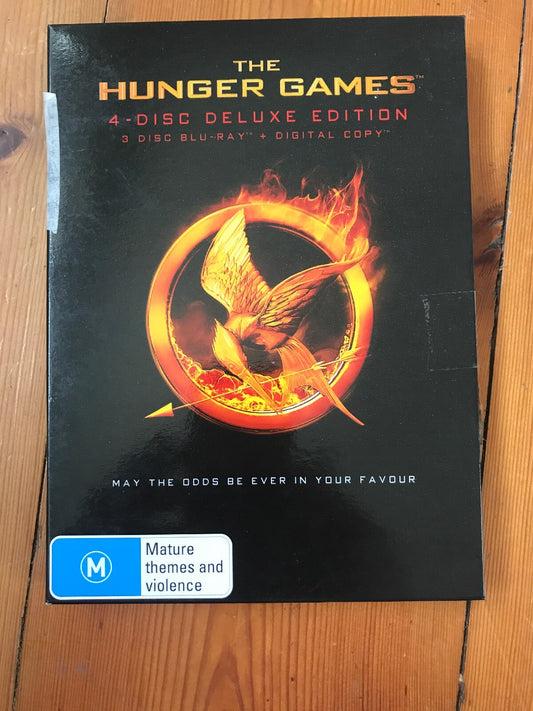 THE
HUNGER GAMES™
4-DISC DELUXE EDITION
3 DISC BLU-RAY™ + DIGITAL COPY™
MAY THE ODDS BE EVER IN YOUR FAVOUR
M
Mature
themes and
violence